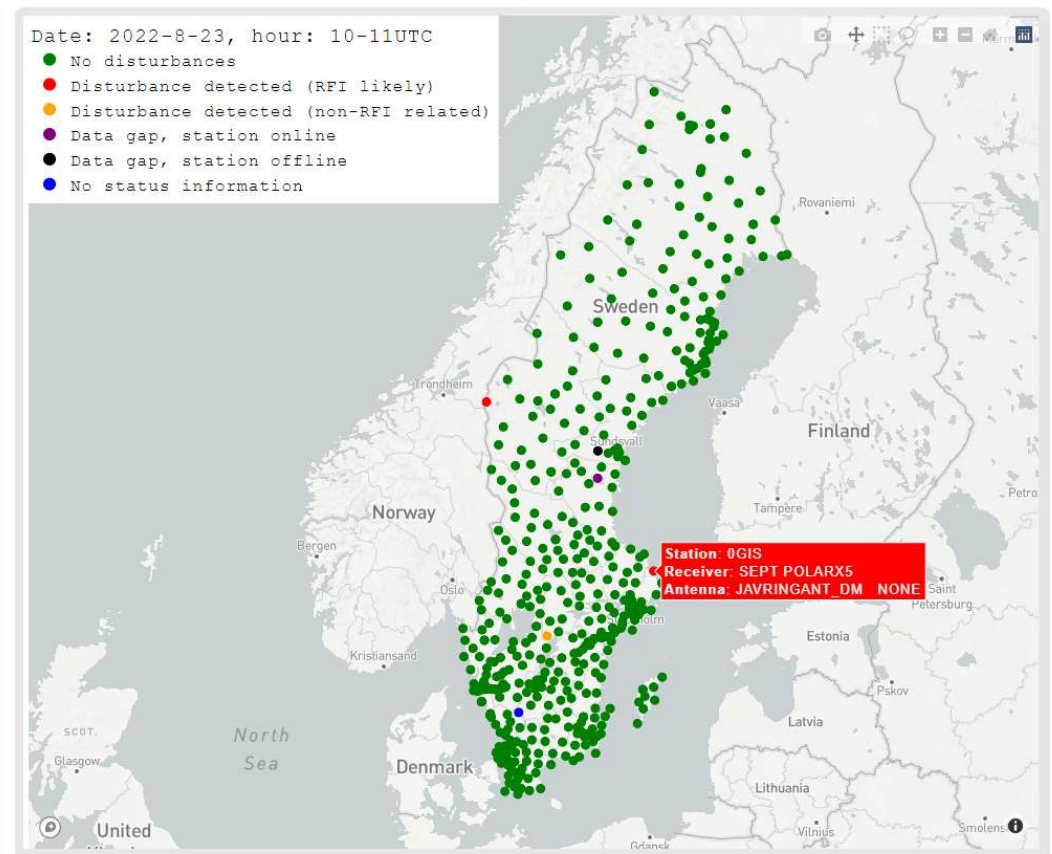 Date: 2022-8-23, hour: 10-11UTC
No disturbances
Disturbance detected (RFI likely)
Disturbance detected (non-RFI related)
Data gap, station online
Data gap, station offline
No status information
Rovaniemi
Sweden
Trondheim
Vaasa
Finland
Sundsvall
Petro
Norway
Tampere
Bergen
Station: 0GIS
Receiver: SEPT POLARX5
Antenna: JAVRINGANT_DM NONE
Oslo
Saint
Petersburg
Estonia
Kristiansand
Pskov
SCOT.
North
Sea
Latvia
Glasgow
Denmark
Lithuania
United
Vilnius
Smolens
Gdańsk